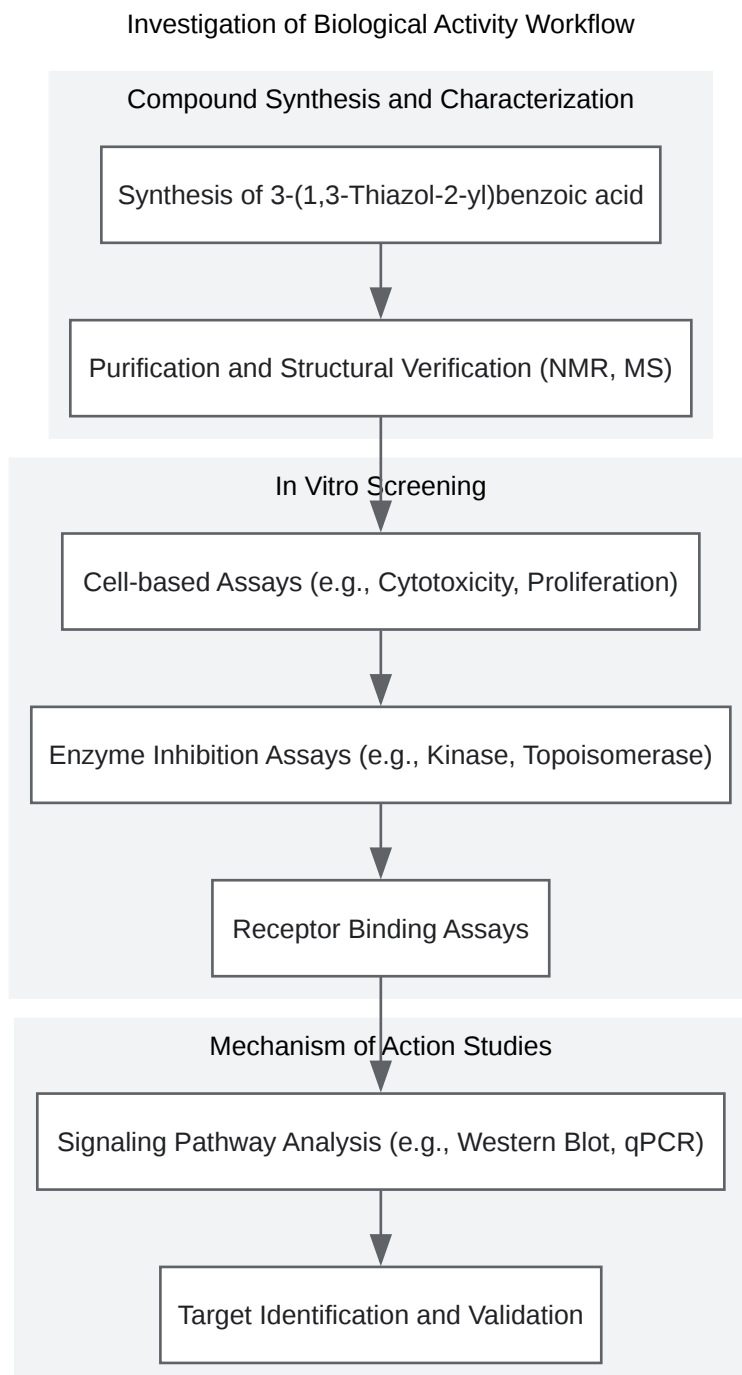 Investigation of Biological Activity Workflow
Compound Synthesis and Characterization
Synthesis of 3-(1,3-Thiazol-2-yl)benzoic acid
Purification and Structural Verification (NMR, MS)
In Vitro Screening
Cell-based Assays (e.g., Cytotoxicity, Proliferation)
Enzyme Inhibition Assays (e.g., Kinase, Topoisomerase)
Receptor Binding Assays
Mechanism of Action Studies
Signaling Pathway Analysis (e.g., Western Blot, qPCR)
Target Identification and Validation